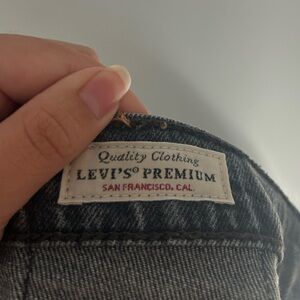 Quality Clothing
LEVI'S® PREMIUM
SAN FRANCISCO, CAL.